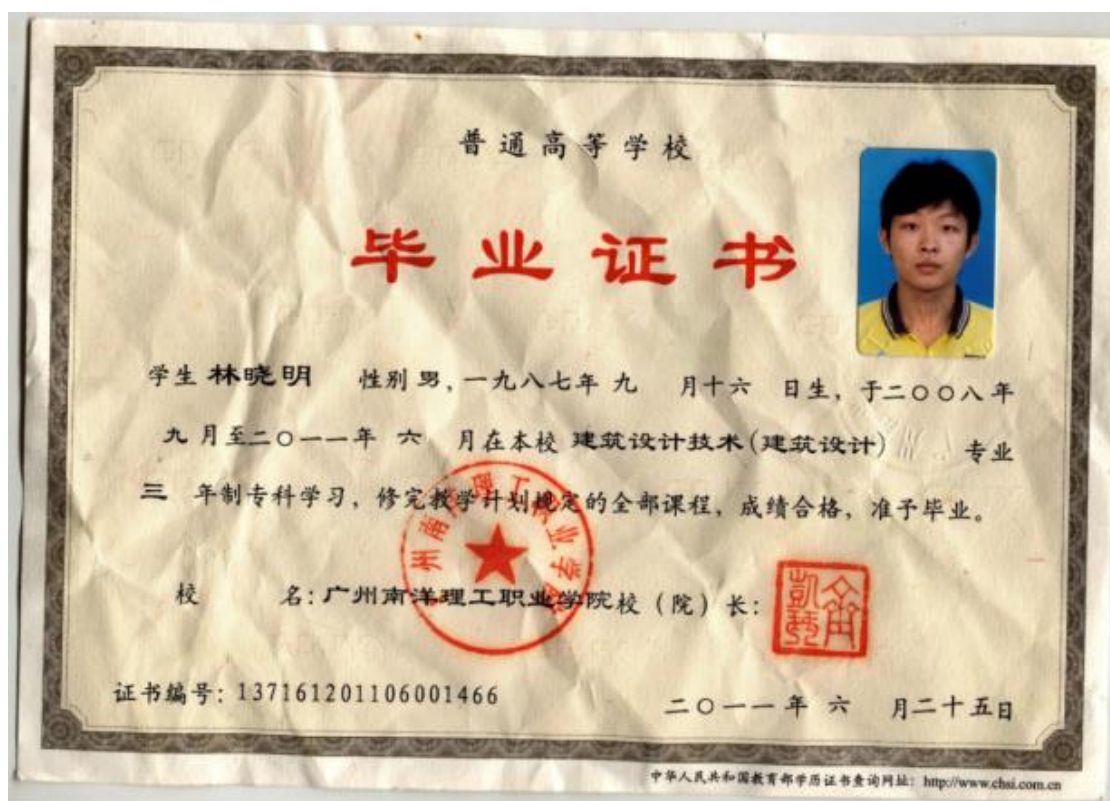 普通高等学校
毕业证书
学生 林晓明 性别 男，一九八七年 九 月十六 日生，于二〇〇八年
九 月至二〇一一年 六 月在本校 建筑设计技术(建筑设计) 专业
三 年制专科学习，修完教学计划规定的全部课程，成绩合格，准予毕业。
校 名：广州南洋理工职业学院校（院）长：
证书编号：137161201106001466
二〇一一年 六 月二十五日
中华人民共和国教育部学历证书查询网址：http://www.chsi.com.cn